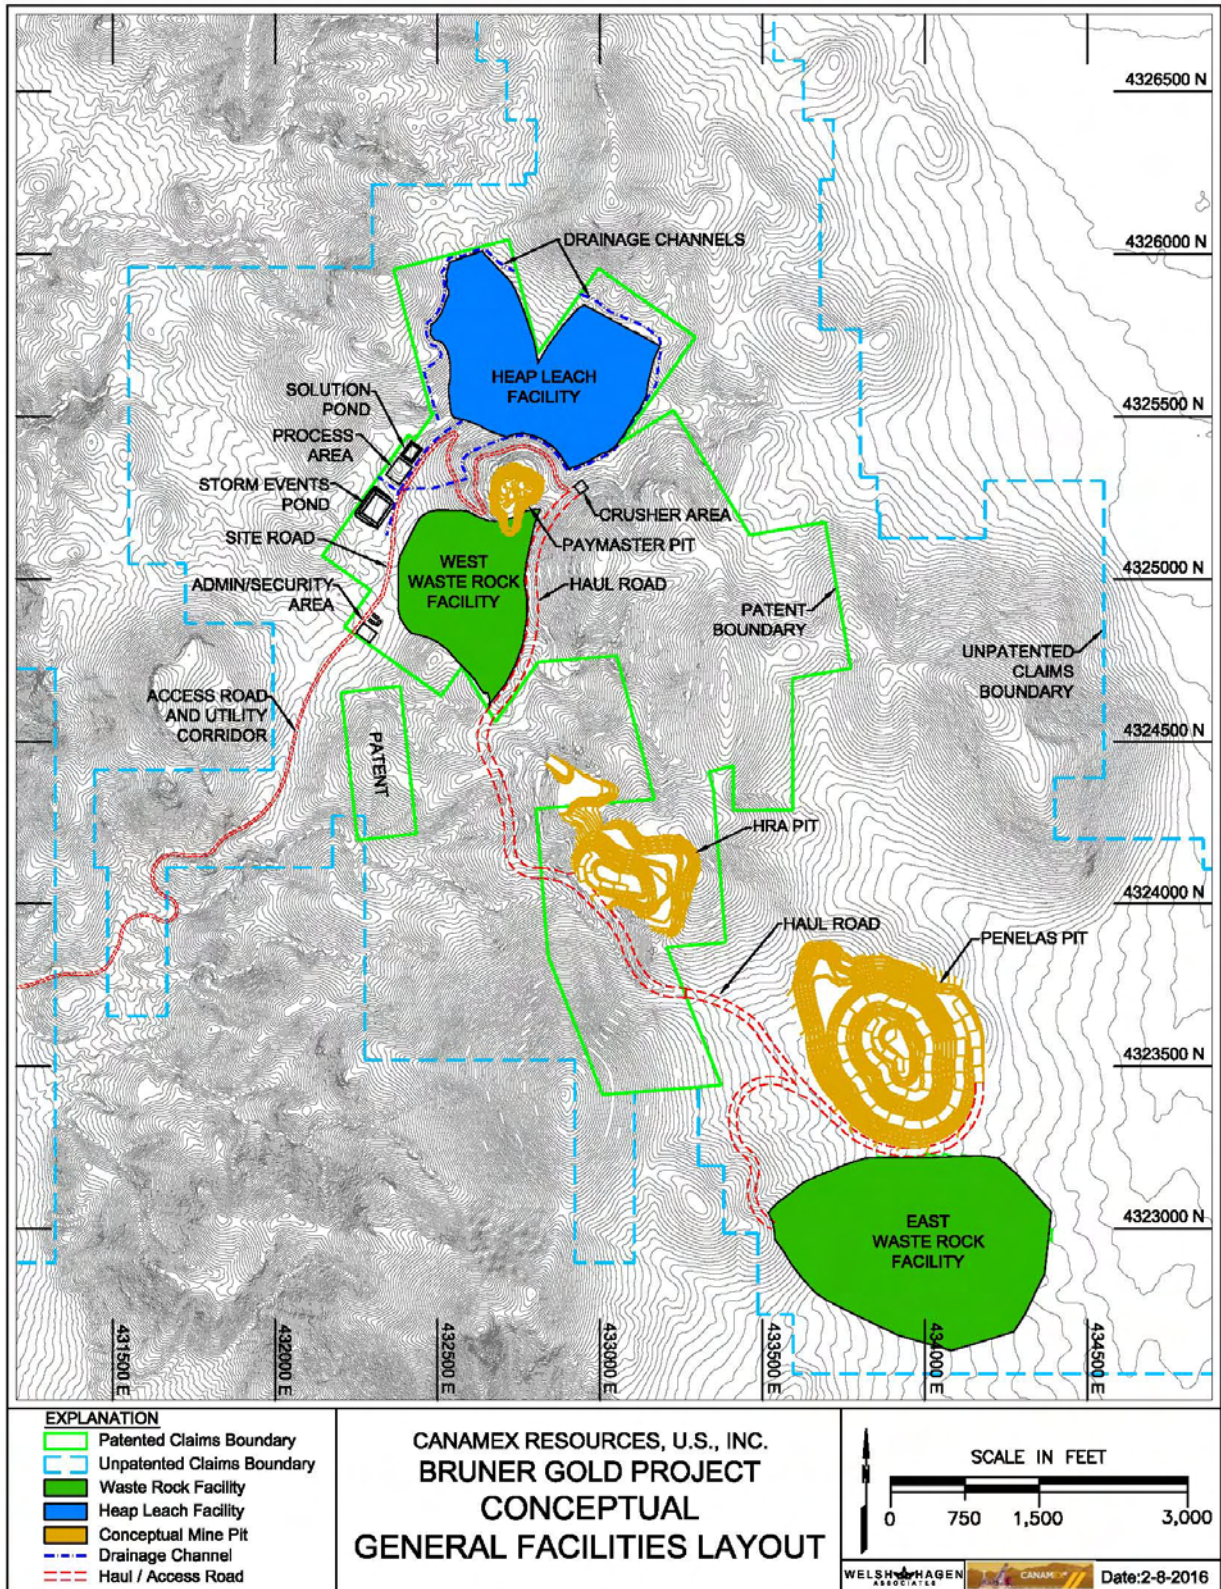 4326500 N
DRAINAGE CHANNELS
4326000 N
HEAP LEACH
FACILITY
SOLUTION
POND
4325500 N
PROCESS
AREA
STORM EVENTS
POND
CRUSHER AREA
SITE ROAD
PAYMASTER PIT
WEST
WASTE ROCK
FACILITY
4325000 N
ADMIN/SECURITY
AREA
HAUL ROAD
PATENT
BOUNDARY
UNPATENTED
CLAIMS
BOUNDARY
ACCESS ROAD
AND UTILITY
CORRIDOR
4324500 N
PATENT
HRA PIT
4324000 N
HAUL ROAD
PENELAS PIT
4323500 N
4323000 N
EAST
WASTE ROCK
FACILITY
431500 E
432000 E
432500 E
433000 E
433500 E
434000 E
434500 E
EXPLANATION
Patented Claims Boundary
Unpatented Claims Boundary
Waste Rock Facility
Heap Leach Facility
Conceptual Mine Pit
Drainage Channel
Haul / Access Road
CANAMEX RESOURCES, U.S., INC.
BRUNER GOLD PROJECT
CONCEPTUAL
GENERAL FACILITIES LAYOUT
SCALE IN FEET
0 750 1,500 3,000
WELSH HAGEN
ASSOCIATES
CANAMEX
Date:2-8-2016